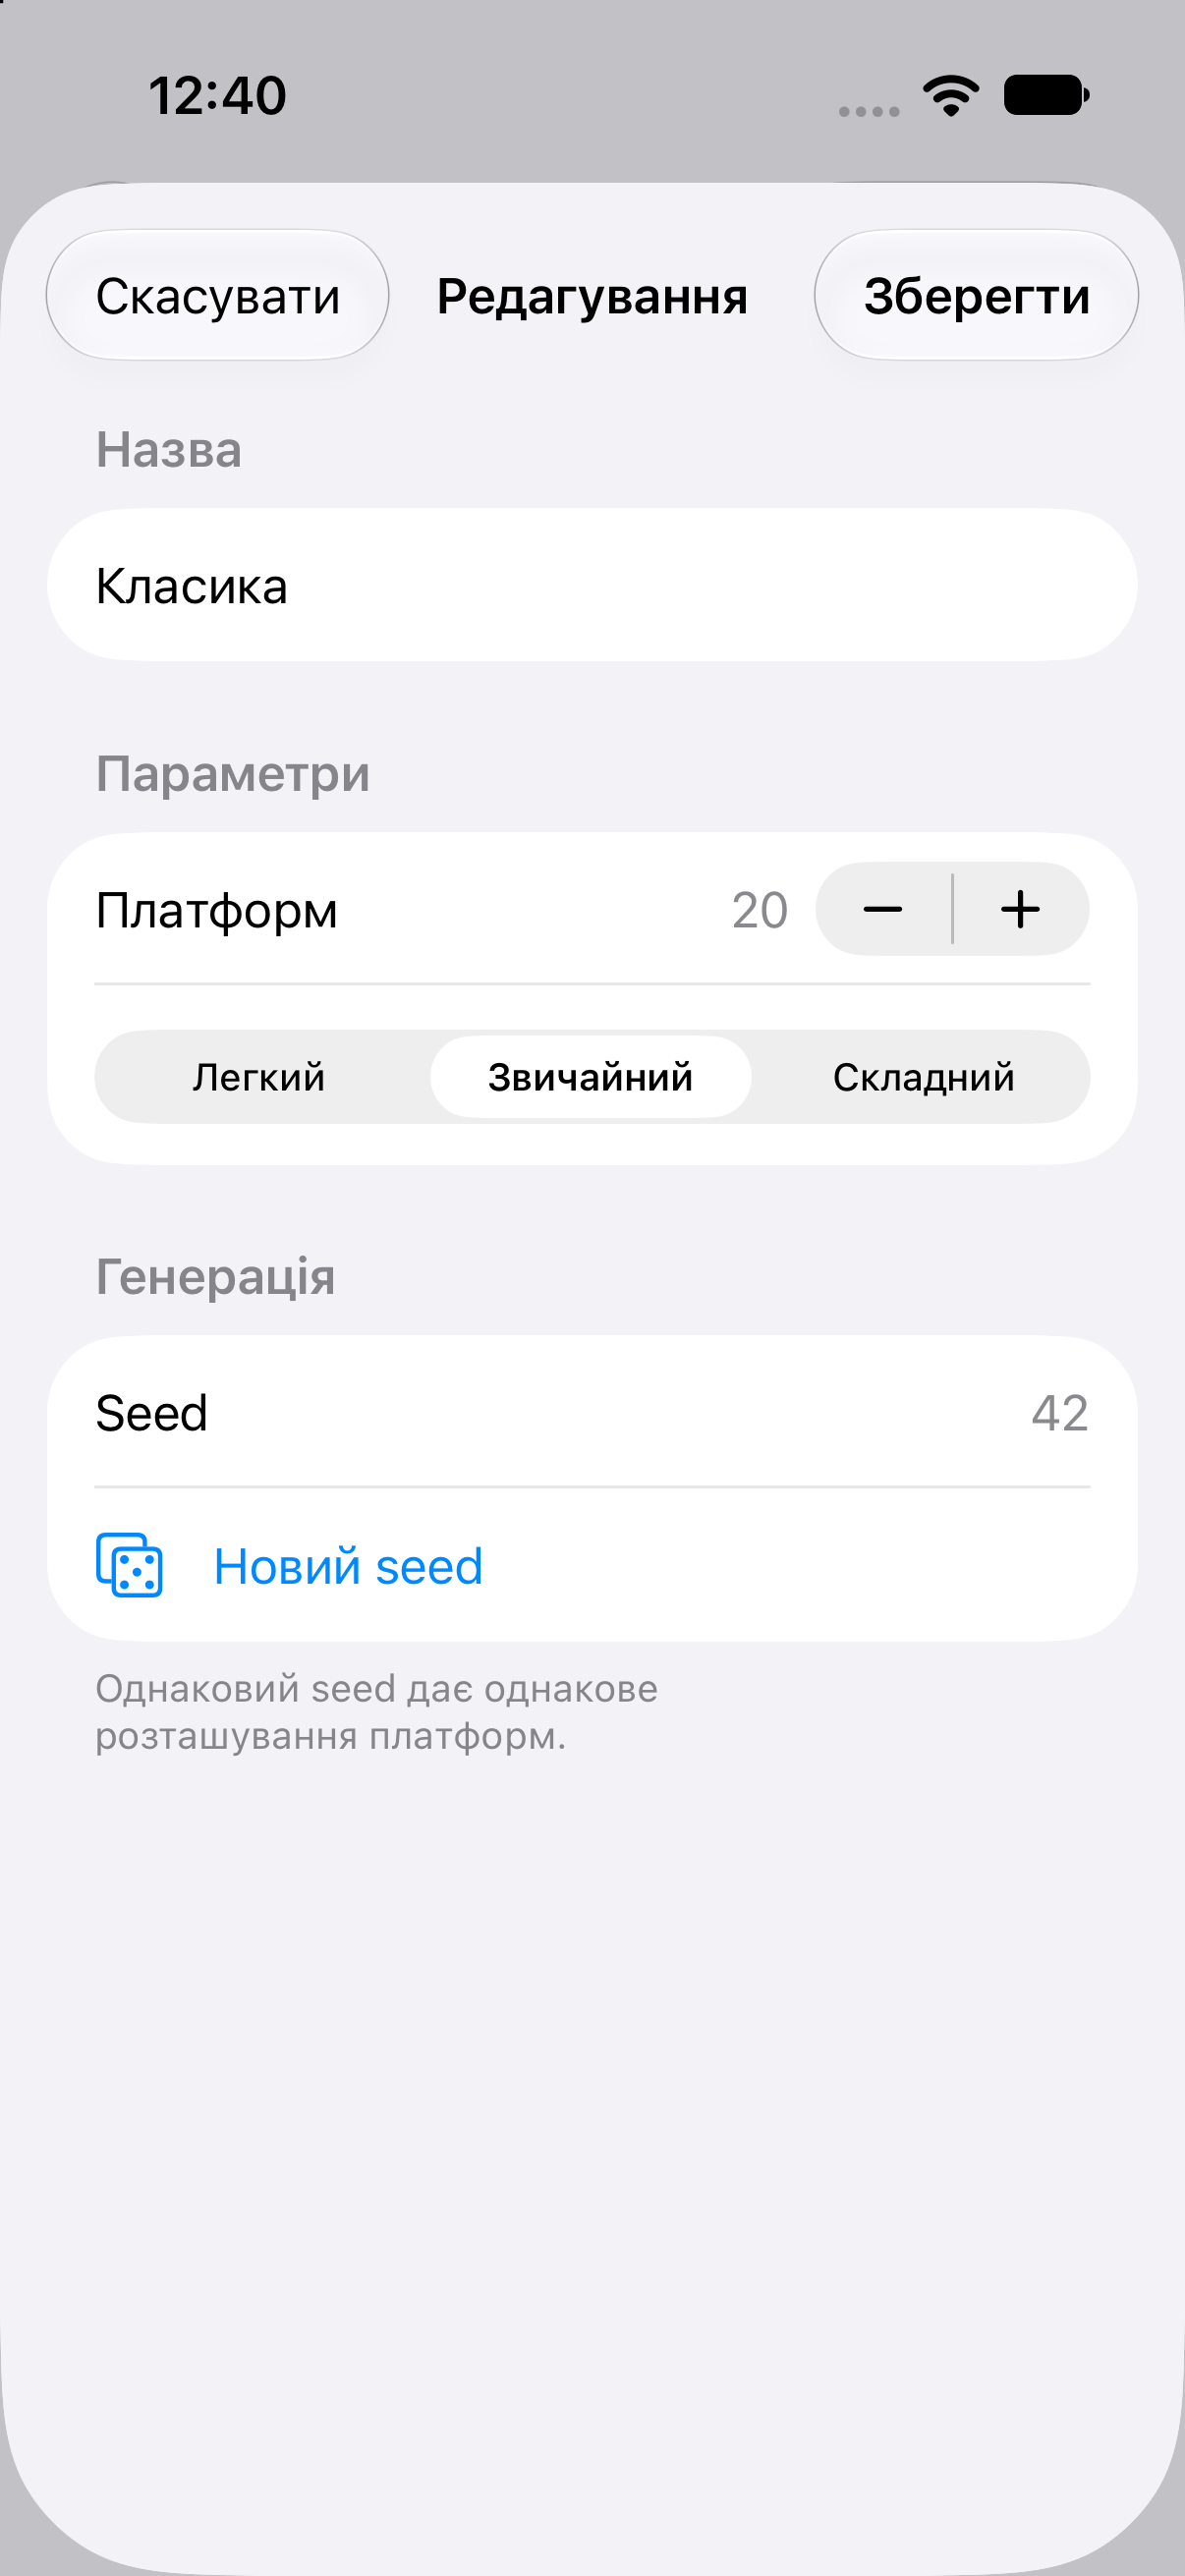 12:40
Скасувати Редагування Зберегти
Назва
Класика
Параметри
Платформ 20
Легкий Звичайний Складний
Генерація
Seed 42
Новий seed
Однаковий seed дає однакове
розташування платформ.